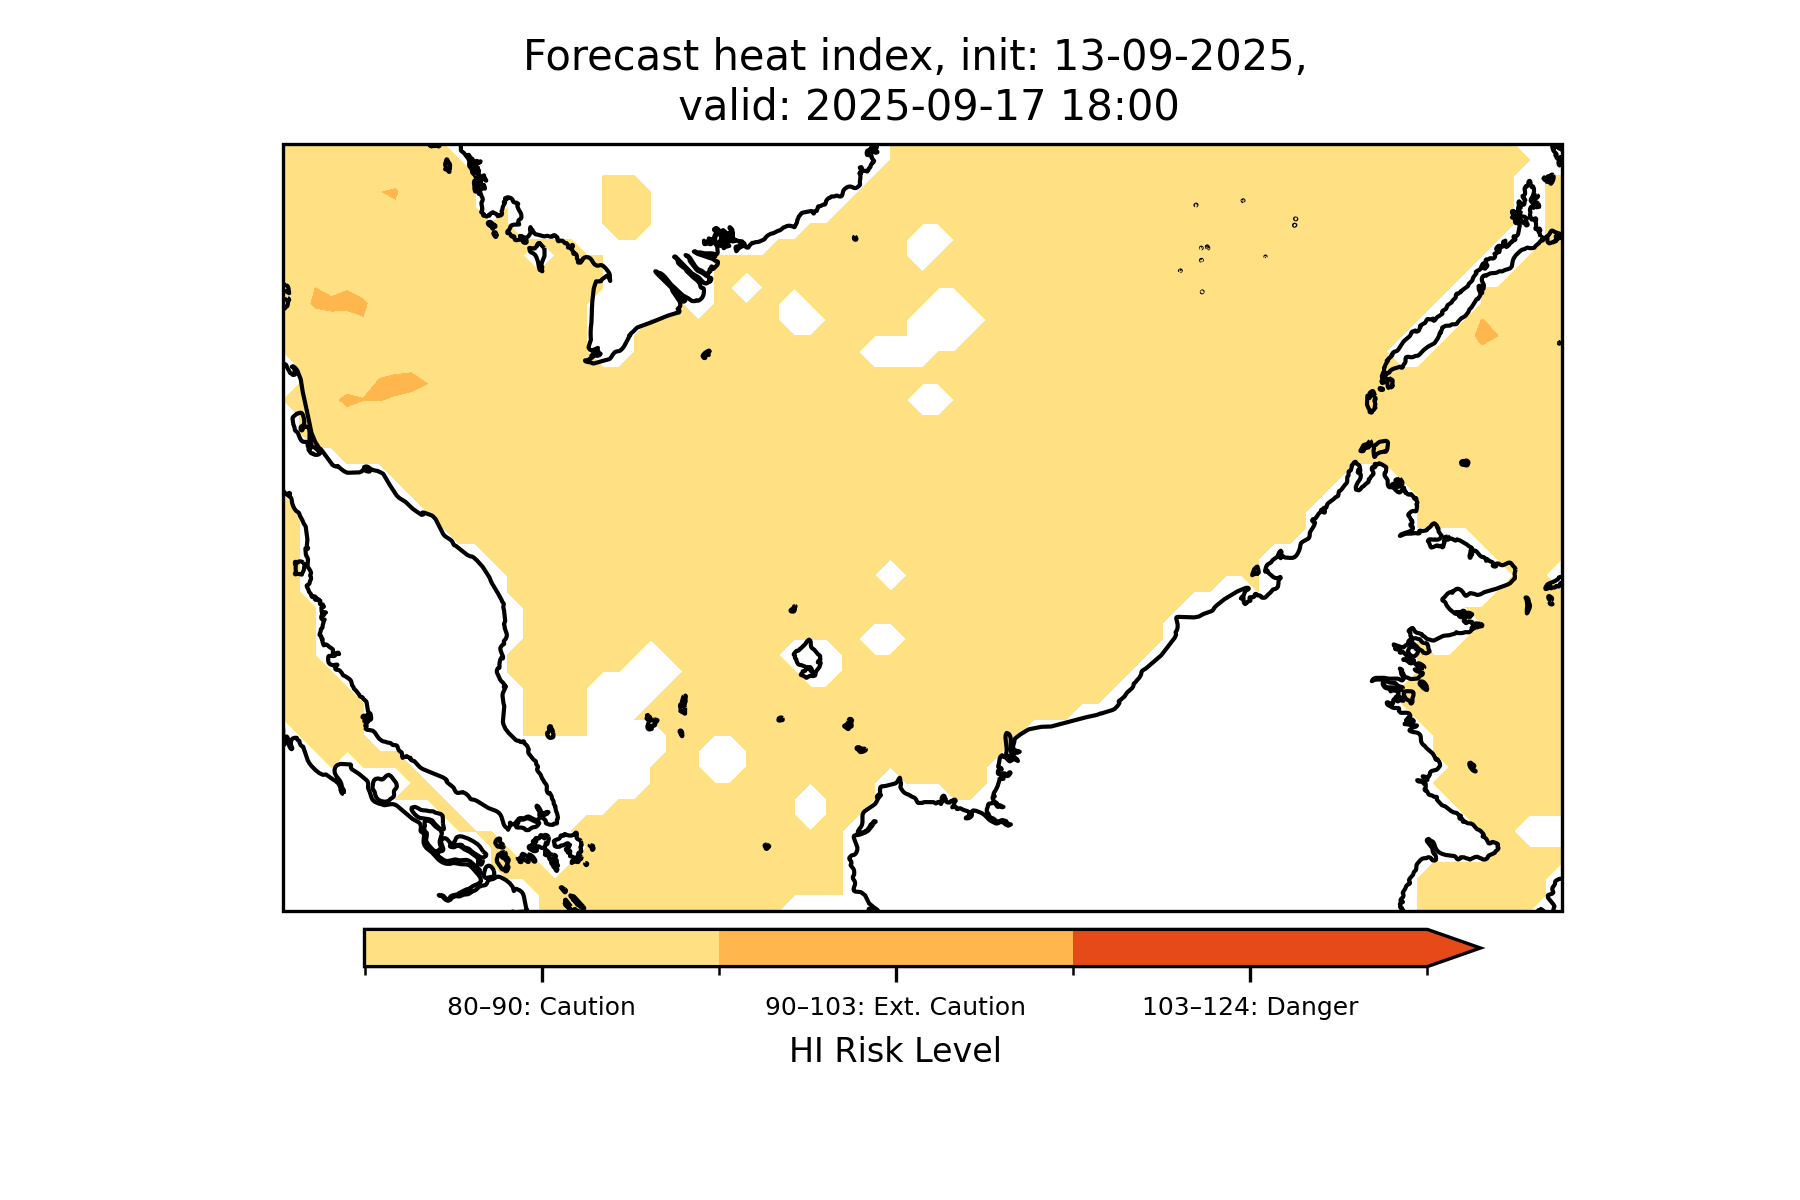 Forecast heat index, init: 13-09-2025,
valid: 2025-09-17 18:00
80–90: Caution
90–103: Ext. Caution
103–124: Danger
HI Risk Level